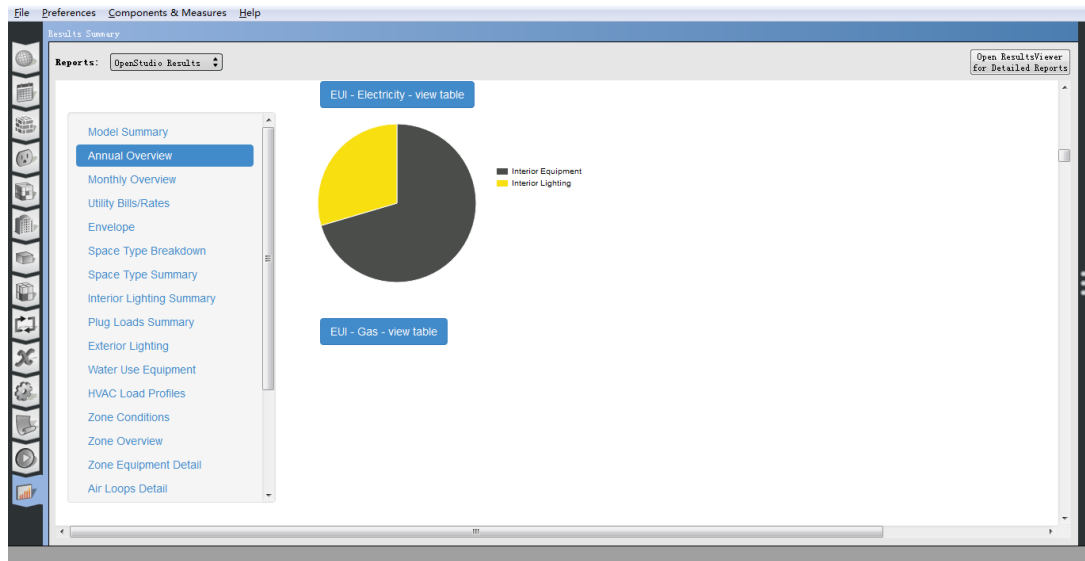 File Preferences Components & Measures Help
Results Summary
Reports: OpenStudio Results
Open ResultsViewer
for Detailed Reports
EUI - Electricity - view table
Model Summary
Annual Overview
Monthly Overview
Utility Bills/Rates
Envelope
Space Type Breakdown
Space Type Summary
Interior Lighting Summary
Plug Loads Summary
Exterior Lighting
Water Use Equipment
HVAC Load Profiles
Zone Conditions
Zone Overview
Zone Equipment Detail
Air Loops Detail
Interior Equipment
Interior Lighting
EUI - Gas - view table